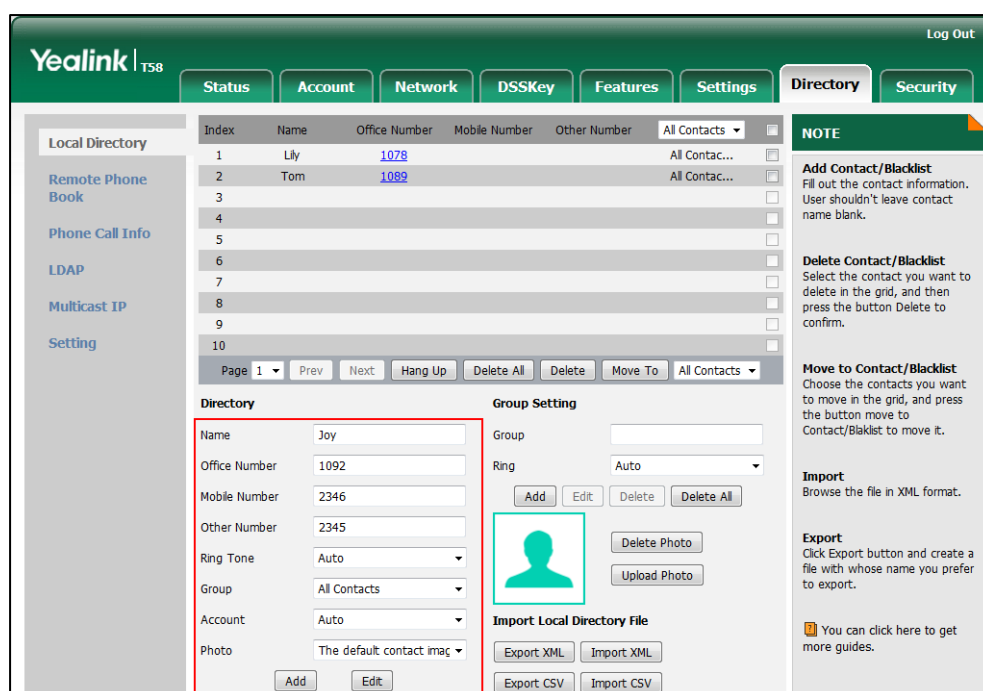 Log Out
Yealink | T58
Status Account Network DSSKey Features Settings Directory Security
Local Directory
Remote Phone
Book
Phone Call Info
LDAP
Multicast IP
Setting
Index Name Office Number Mobile Number Other Number All Contacts
1 Lily 1078 All Contac...
2 Tom 1089 All Contac...
3
4
5
6
7
8
9
10
Page 1 Prev Next Hang Up Delete All Delete Move To All Contacts
Directory
Name Joy
Office Number 1092
Mobile Number 2346
Other Number 2345
Ring Tone Auto
Group All Contacts
Account Auto
Photo The default contact imag
Add Edit
Group Setting
Group
Ring Auto
Add Edit Delete Delete All
Delete Photo
Upload Photo
Import Local Directory File
Export XML Import XML
Export CSV Import CSV
NOTE
Add Contact/Blacklist
Fill out the contact information.
User shouldn't leave contact
name blank.
Delete Contact/Blacklist
Select the contact you want to
delete in the grid, and then
press the button Delete to
confirm.
Move to Contact/Blacklist
Choose the contacts you want
to move in the grid, and press
the button move to
Contact/Blaklist to move it.
Import
Browse the file in XML format.
Export
Click Export button and create a
file with whose name you prefer
to export.
You can click here to get
more guides.